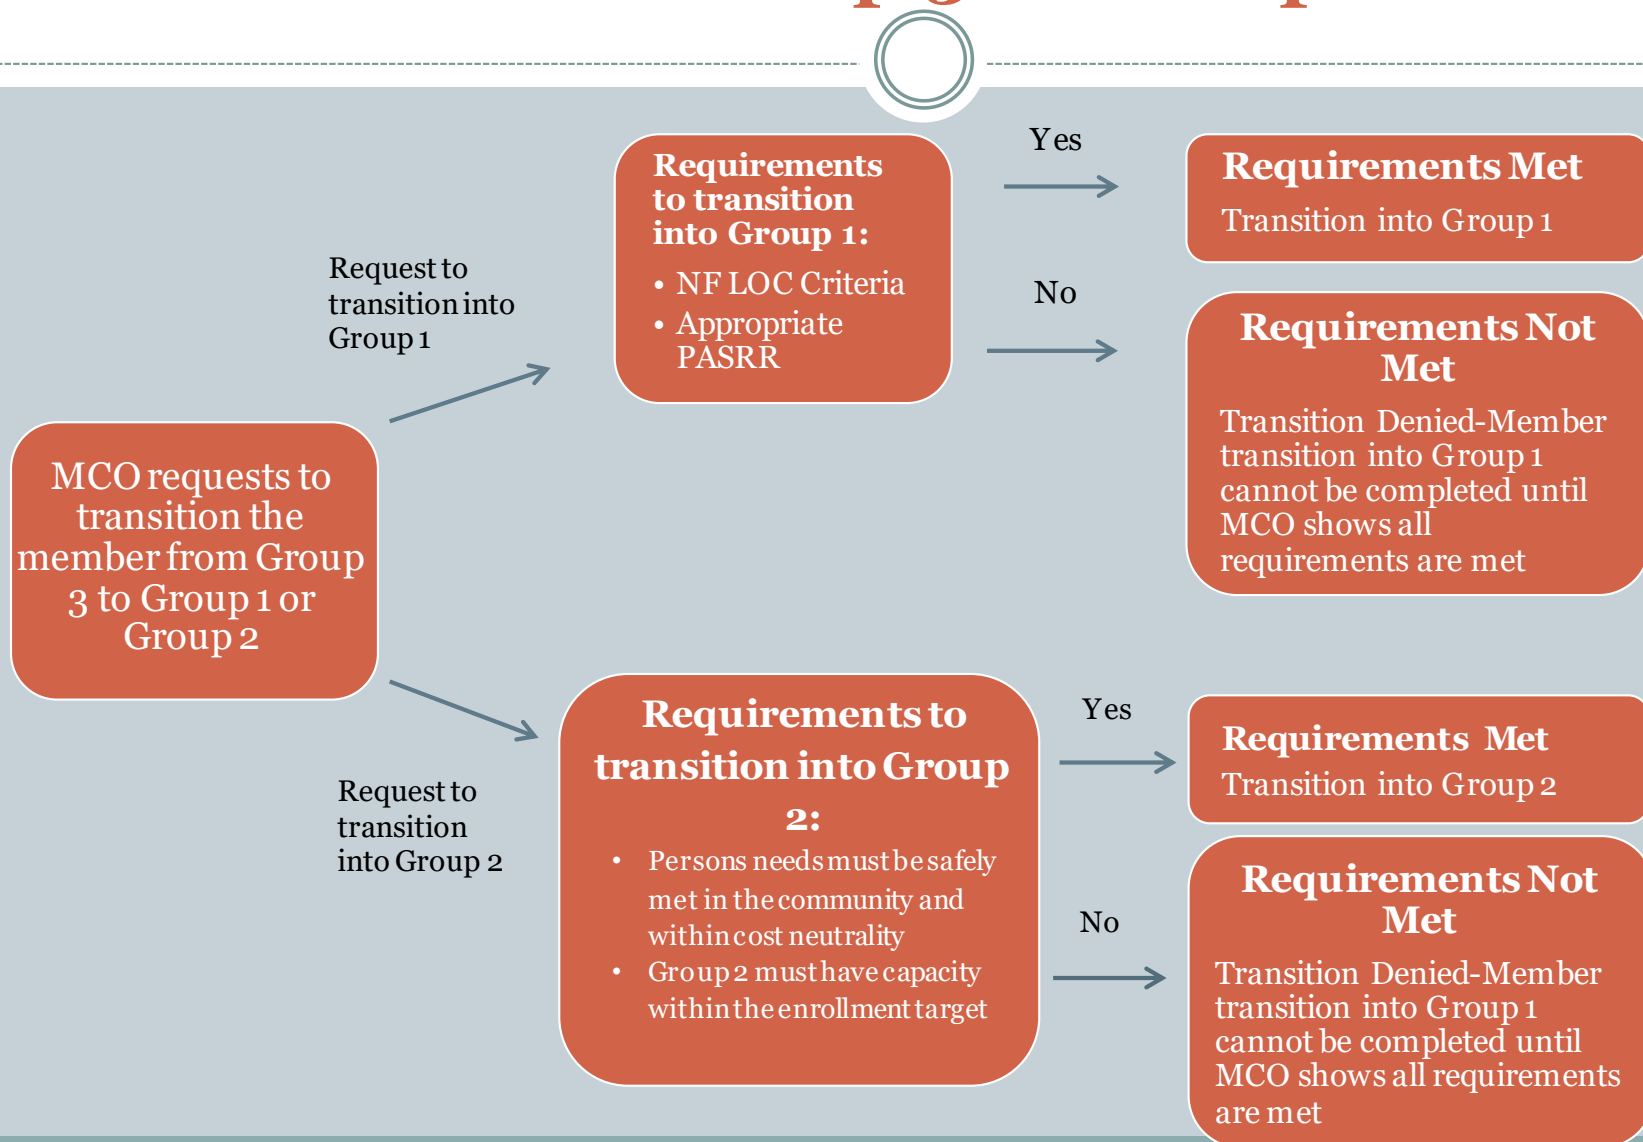 Yes
Requirements
to transition
into Group 1:
• NF LOC Criteria
• Appropriate
PASRR
Requirements Met
Transition into Group 1
Request to
transition into
Group 1
No
Requirements Not
Met
Transition Denied-Member
transition into Group 1
cannot be completed until
MCO shows all
requirements are met
MCO requests to
transition the
member from Group
3 to Group 1 or
Group 2
Requirements to
transition into Group
2:
• Persons needs must be safely
met in the community and
within cost neutrality
• Group 2 must have capacity
within the enrollment target
Yes
Requirements Met
Transition into Group 2
Request to
transition
into Group 2
No
Requirements Not
Met
Transition Denied-Member
transition into Group 1
cannot be completed until
MCO shows all requirements
are met